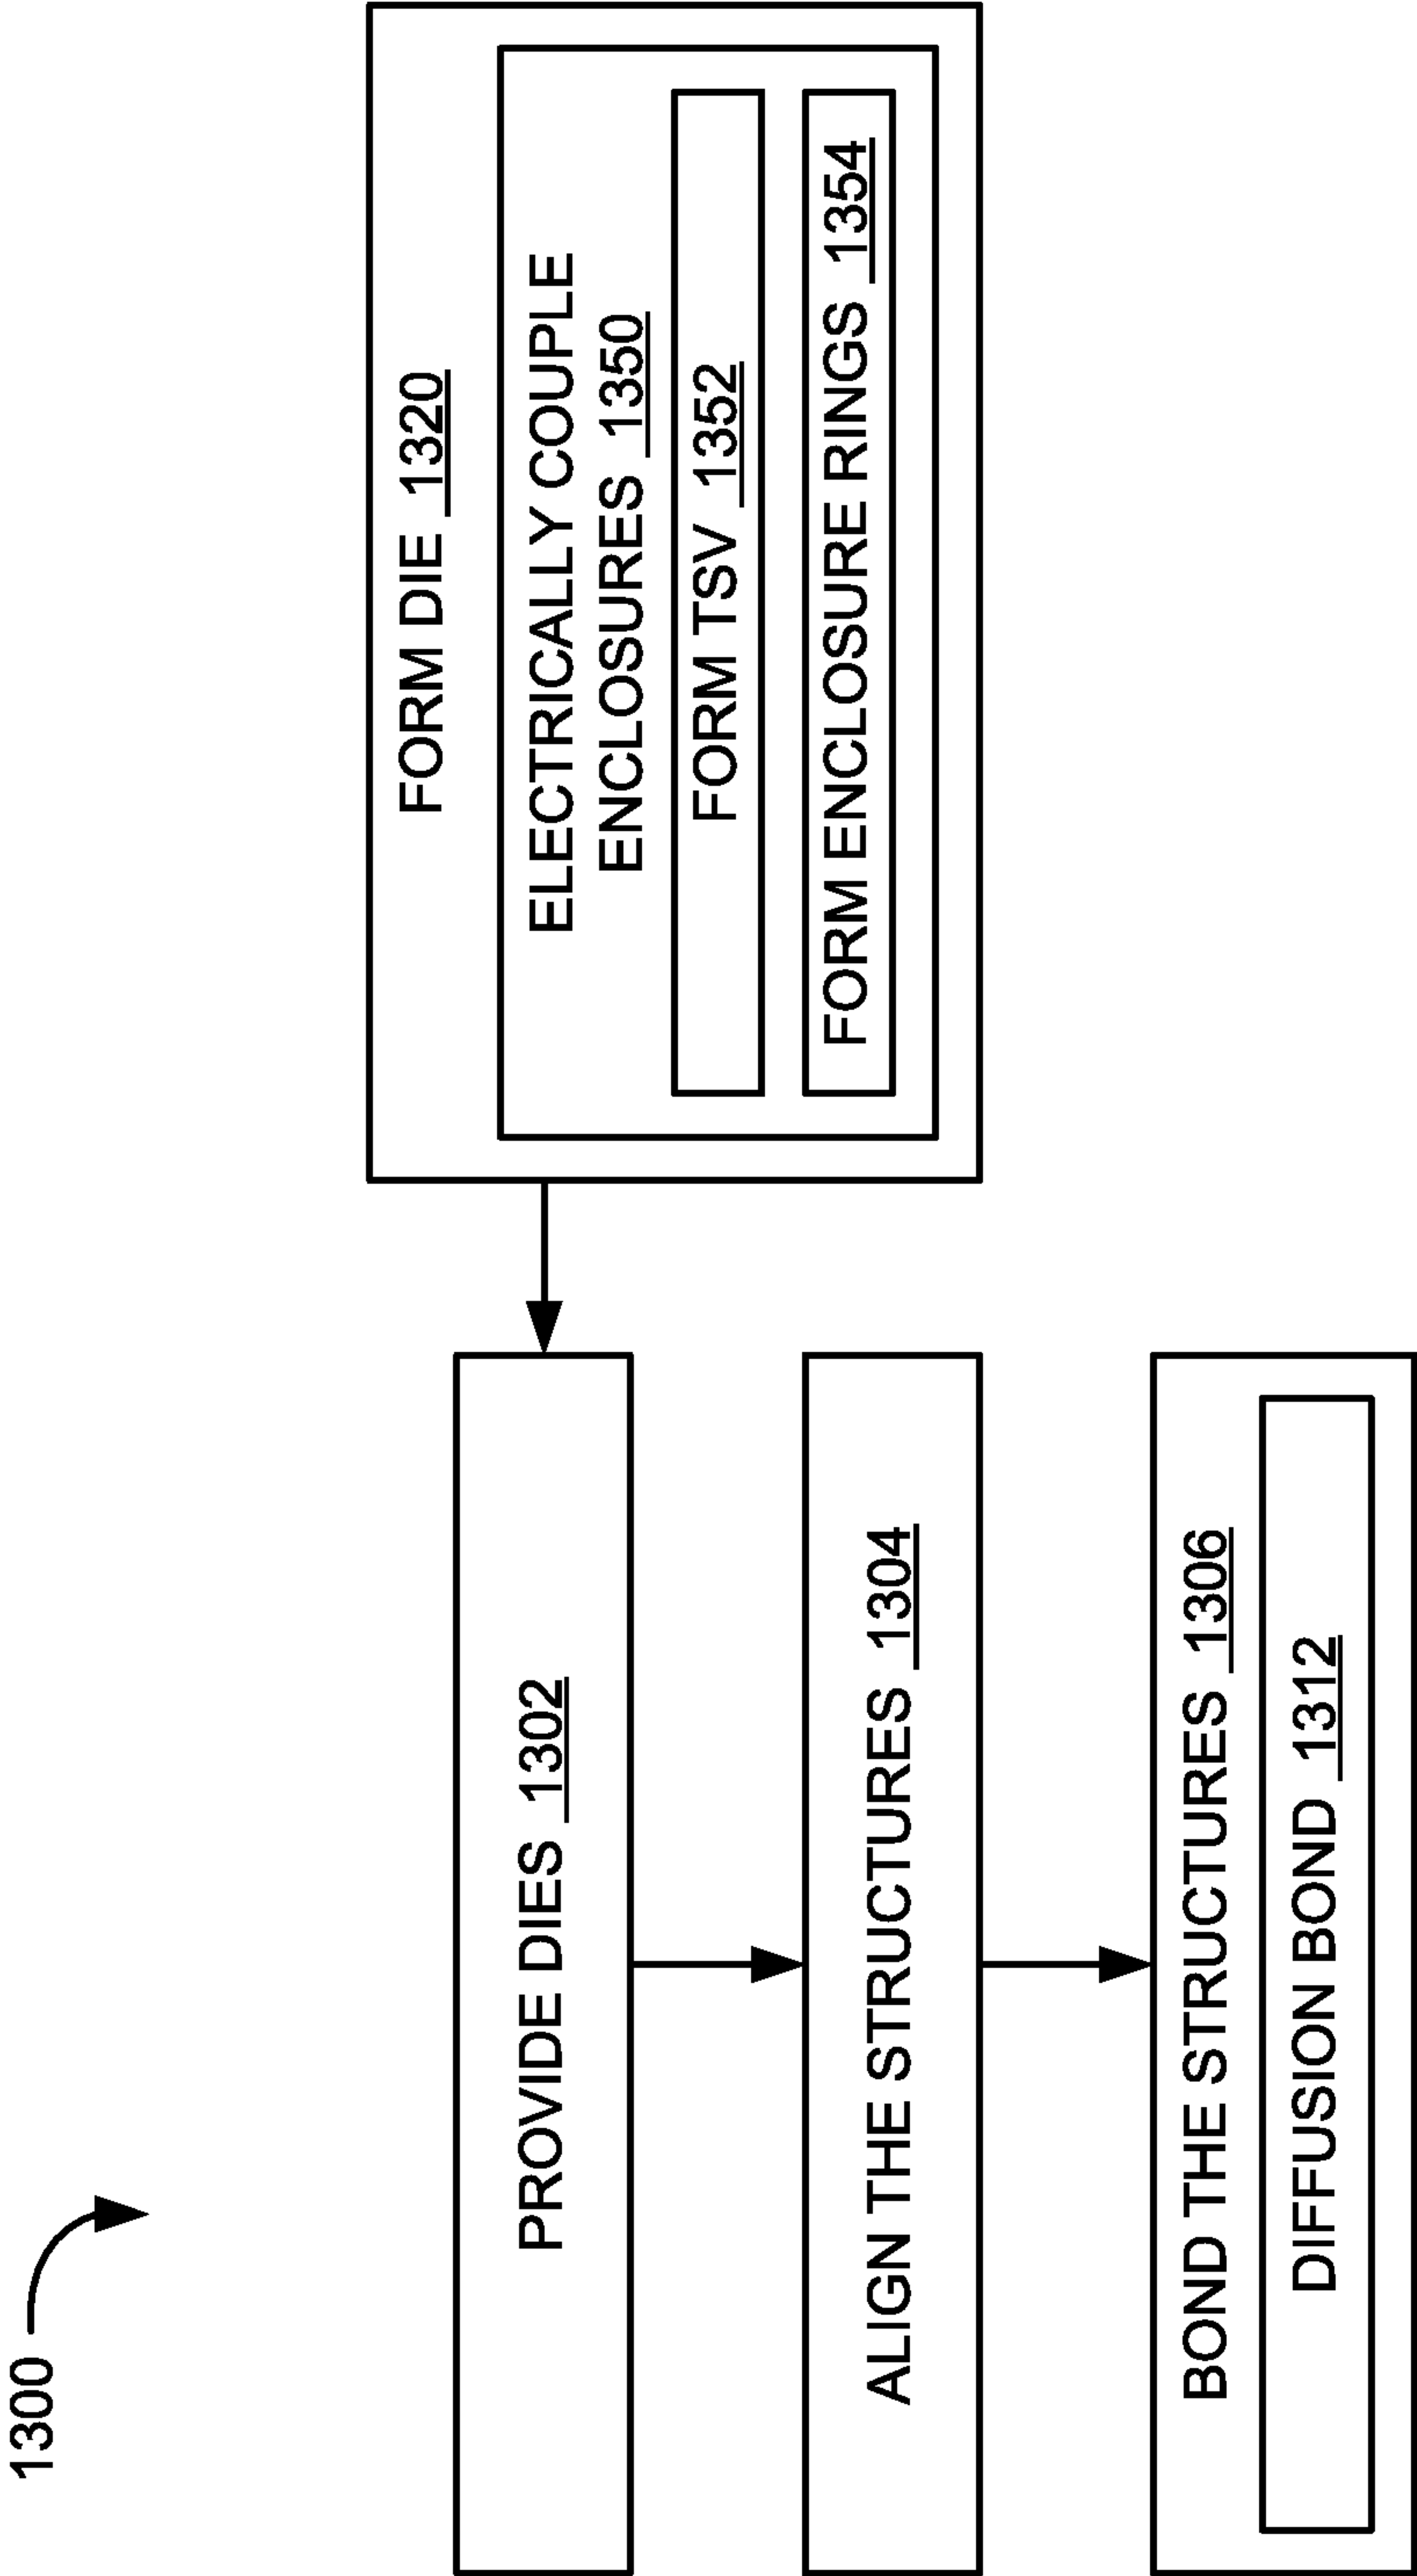 1300
PROVIDE DIES 1302
ALIGN THE STRUCTURES 1304
BOND THE STRUCTURES 1306
DIFFUSION BOND 1312
FORM DIE 1320
ELECTRICALLY COUPLE
ENCLOSURES 1350
FORM TSV 1352
FORM ENCLOSURE RINGS 1354